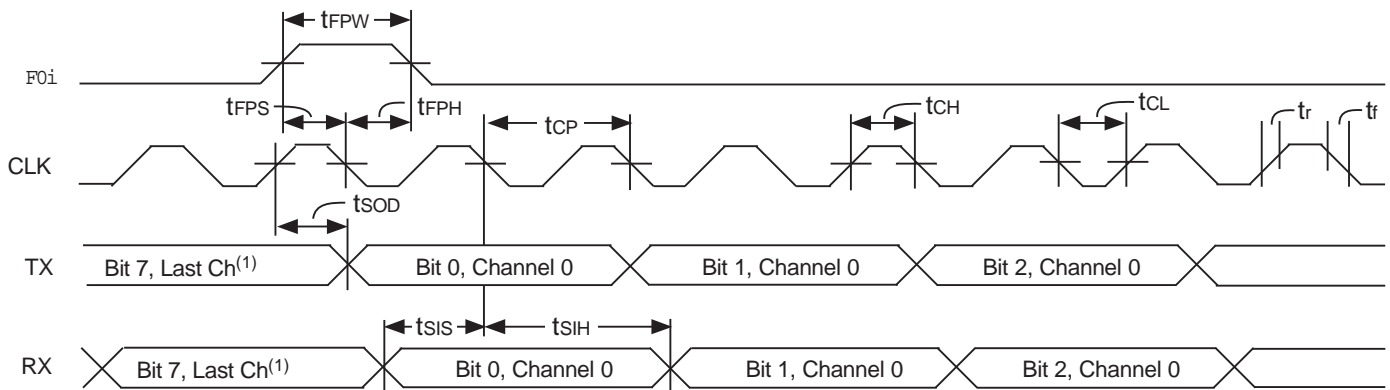 tFPW
F0i
tFPS
tFPH
tCP
tCH
tCL
tr
tf
CLK
tSOD
TX
Bit 7, Last Ch(1)
Bit 0, Channel 0
Bit 1, Channel 0
Bit 2, Channel 0
tSIS
tSIH
RX
Bit 7, Last Ch(1)
Bit 0, Channel 0
Bit 1, Channel 0
Bit 2, Channel 0